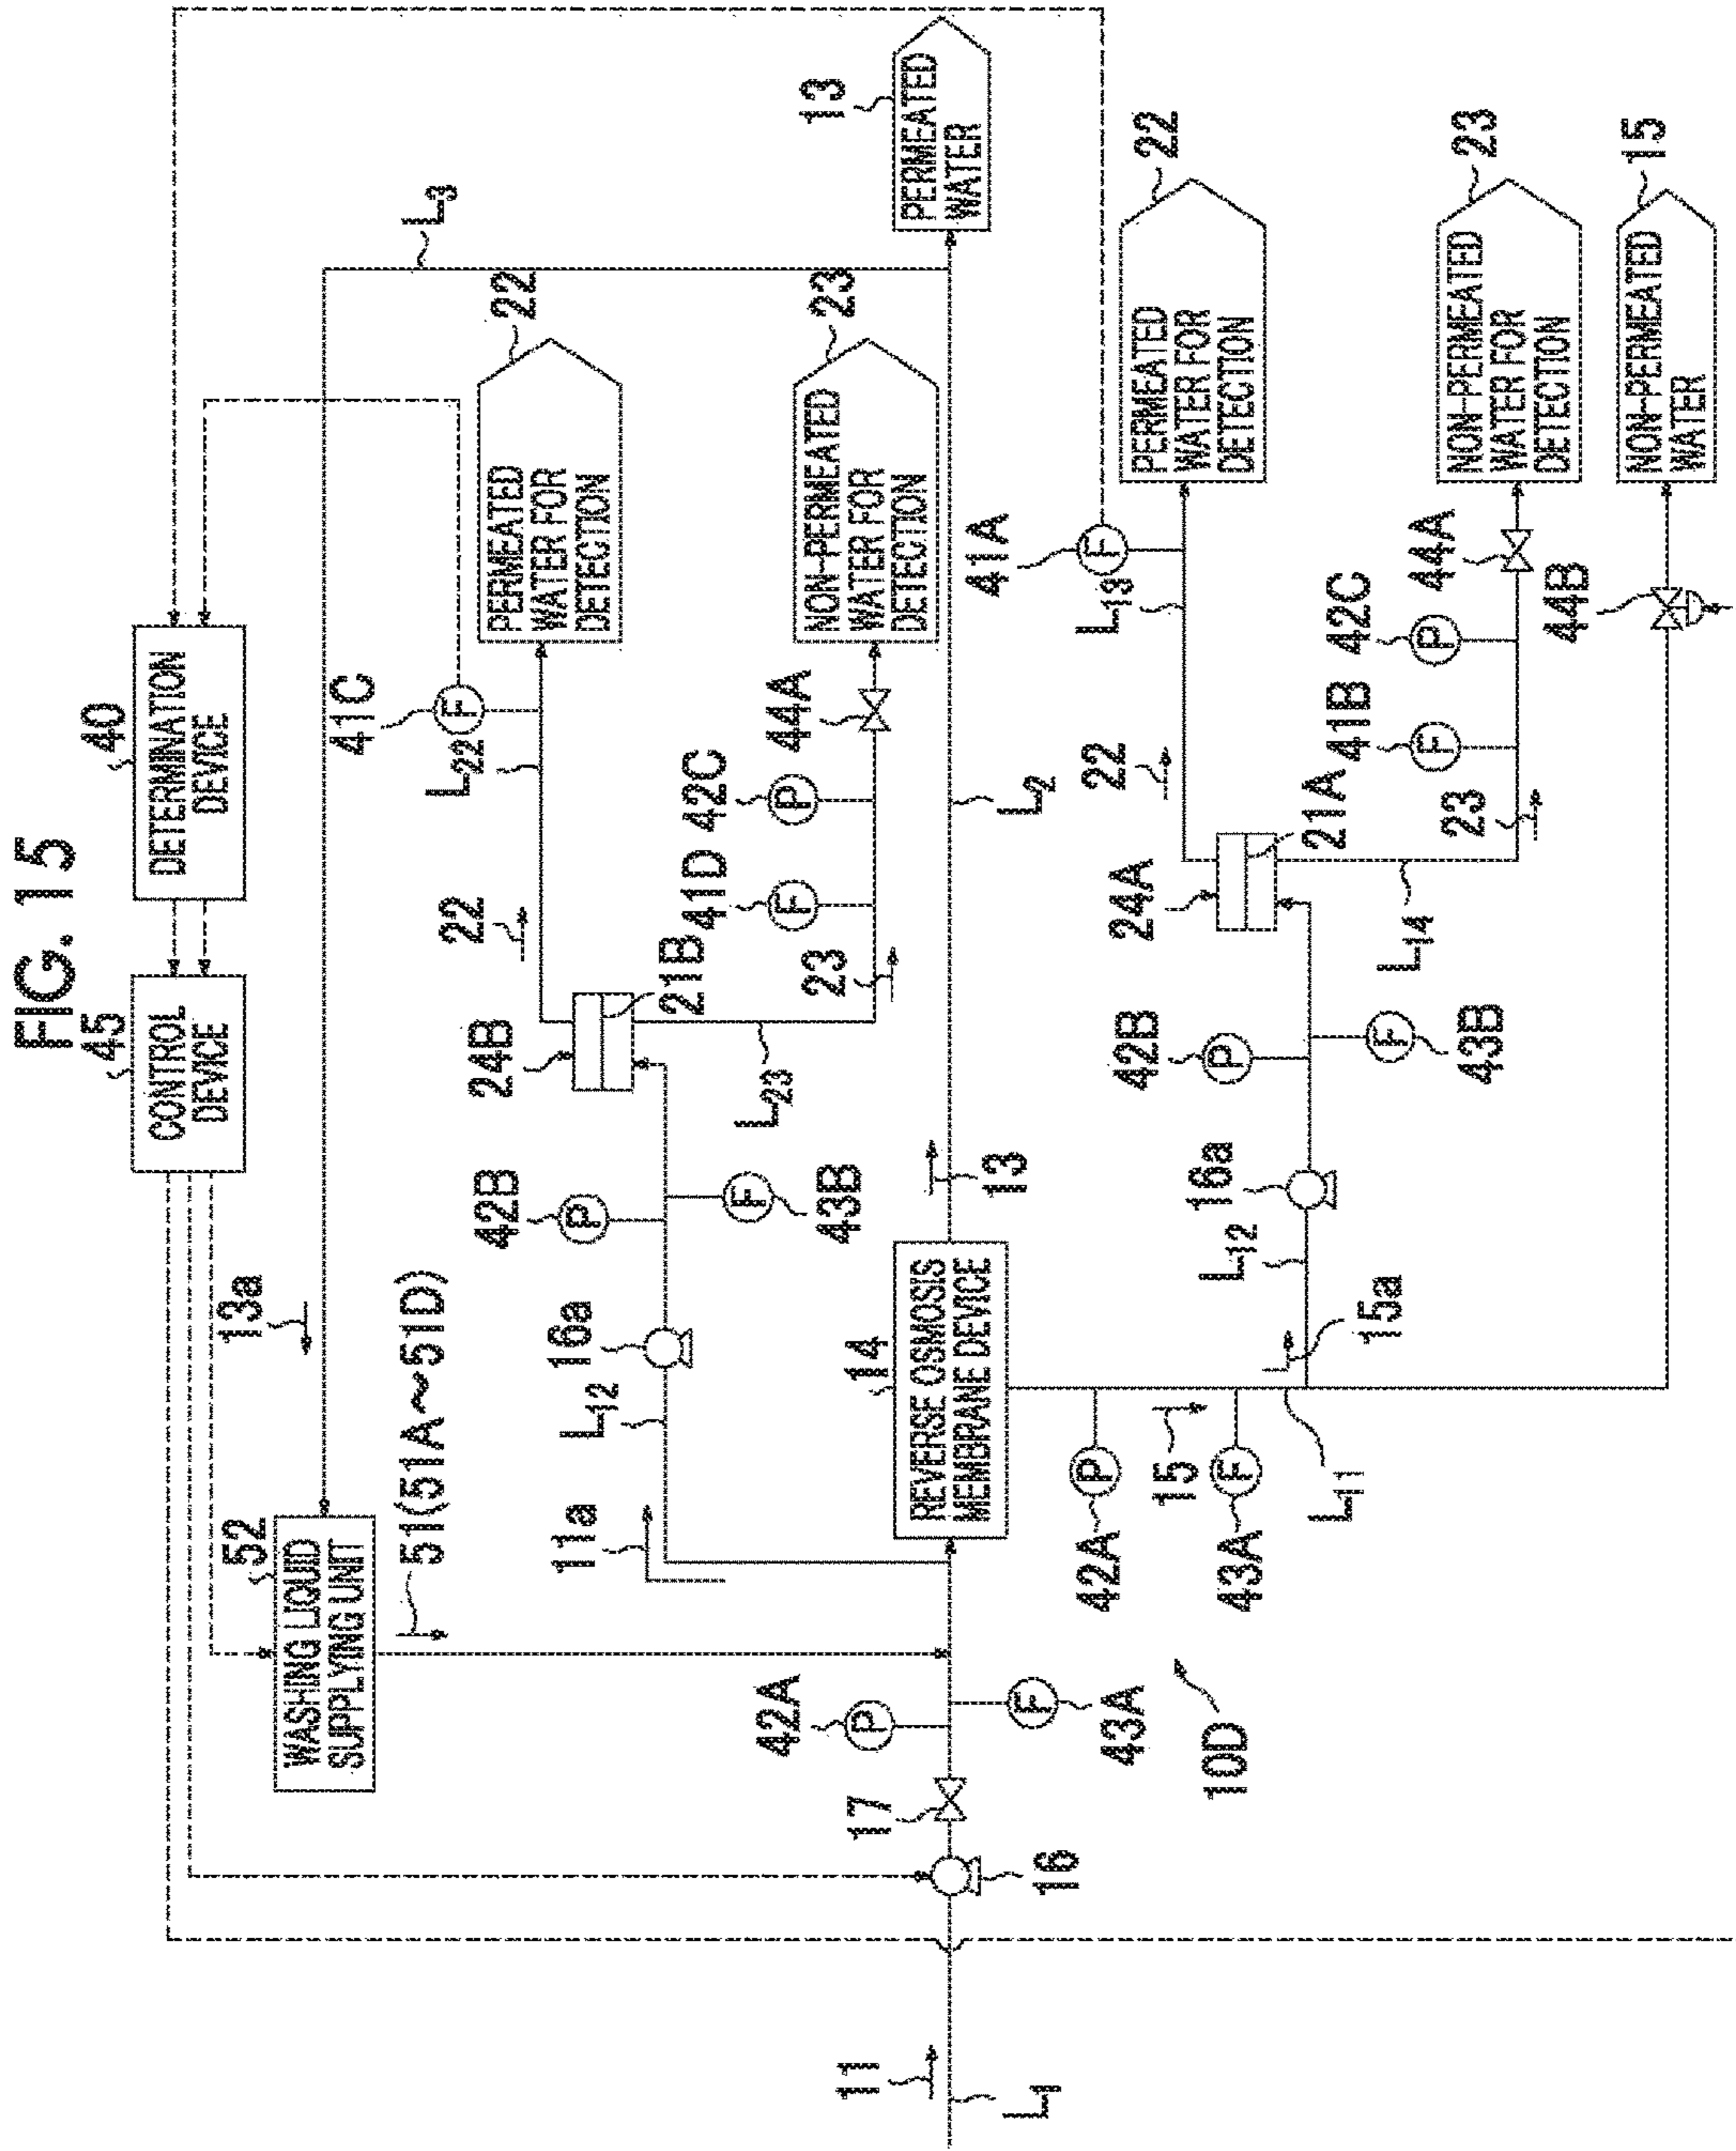 FIG. 15
45
CONTROL
DEVICE
40
DETERMINATION
DEVICE
52
WASHING LIQUID
SUPPLYING UNIT
13a
L3
51(51A~51D)
41C
F
L22
22
PERMEATED
WATER FOR
DETECTION
22
11a
L12
16a
42B
P
F
43B
24B
21B
L23
23
41D
F
42C
P
44A
NON-PERMEATED
WATER FOR
DETECTION
23
11
L1
16
17
42A
P
F
43A
14
REVERSE OSMOSIS
MEMBRANE DEVICE
13
L2
13
PERMEATED
WATER
10D
42A
P
15
43A
F
L11
15a
L12
16a
42B
P
F
43B
24A
21A
L14
22
L13
41A
F
PERMEATED
WATER FOR
DETECTION
22
23
41B
F
42C
P
44A
NON-PERMEATED
WATER FOR
DETECTION
23
44B
NON-PERMEATED
WATER
15